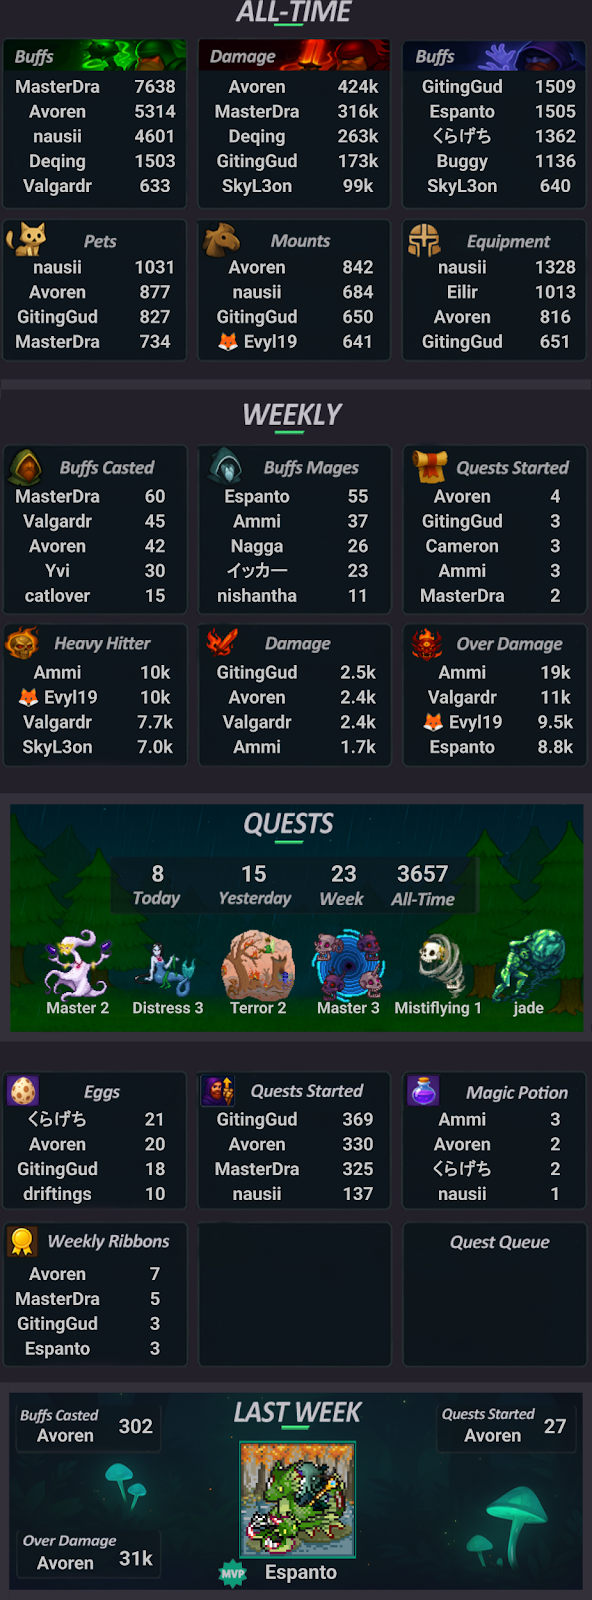 ALL-TIME
Buffs
MasterDra 7638
Avoren 5314
nausii 4601
Deqing 1503
Valgardr 633
Damage
Avoren 424k
MasterDra 316k
Deqing 263k
GitingGud 173k
SkyL3on 99k
Buffs
GitingGud 1509
Espanto 1505
くらげち 1362
Buggy 1136
SkyL3on 640
Pets
nausii 1031
Avoren 877
GitingGud 827
MasterDra 734
Mounts
Avoren 842
nausii 684
GitingGud 650
🦊 Evyl19 641
Equipment
nausii 1328
Eilir 1013
Avoren 816
GitingGud 651
WEEKLY
Buffs Casted
MasterDra 60
Valgardr 45
Avoren 42
Yvi 30
catlover 15
Buffs Mages
Espanto 55
Ammi 37
Nagga 26
イッカー 23
nishantha 11
Quests Started
Avoren 4
GitingGud 3
Cameron 3
Ammi 3
MasterDra 2
Heavy Hitter
Ammi 10k
🦊 Evyl19 10k
Valgardr 7.7k
SkyL3on 7.0k
Damage
GitingGud 2.5k
Avoren 2.4k
Valgardr 2.4k
Ammi 1.7k
Over Damage
Ammi 19k
Valgardr 11k
🦊 Evyl19 9.5k
Espanto 8.8k
QUESTS
8 15 23 3657
Today Yesterday Week All-Time
Master 2 Distress 3 Terror 2 Master 3 Mistiflying 1 jade
Eggs
くらげち 21
Avoren 20
GitingGud 18
driftings 10
Quests Started
GitingGud 369
Avoren 330
MasterDra 325
nausii 137
Magic Potion
Ammi 3
Avoren 2
くらげち 2
nausii 1
Weekly Ribbons
Avoren 7
MasterDra 5
GitingGud 3
Espanto 3
Quest Queue
LAST WEEK
Buffs Casted
Avoren 302
Quests Started
Avoren 27
Over Damage
Avoren 31k
MVP Espanto